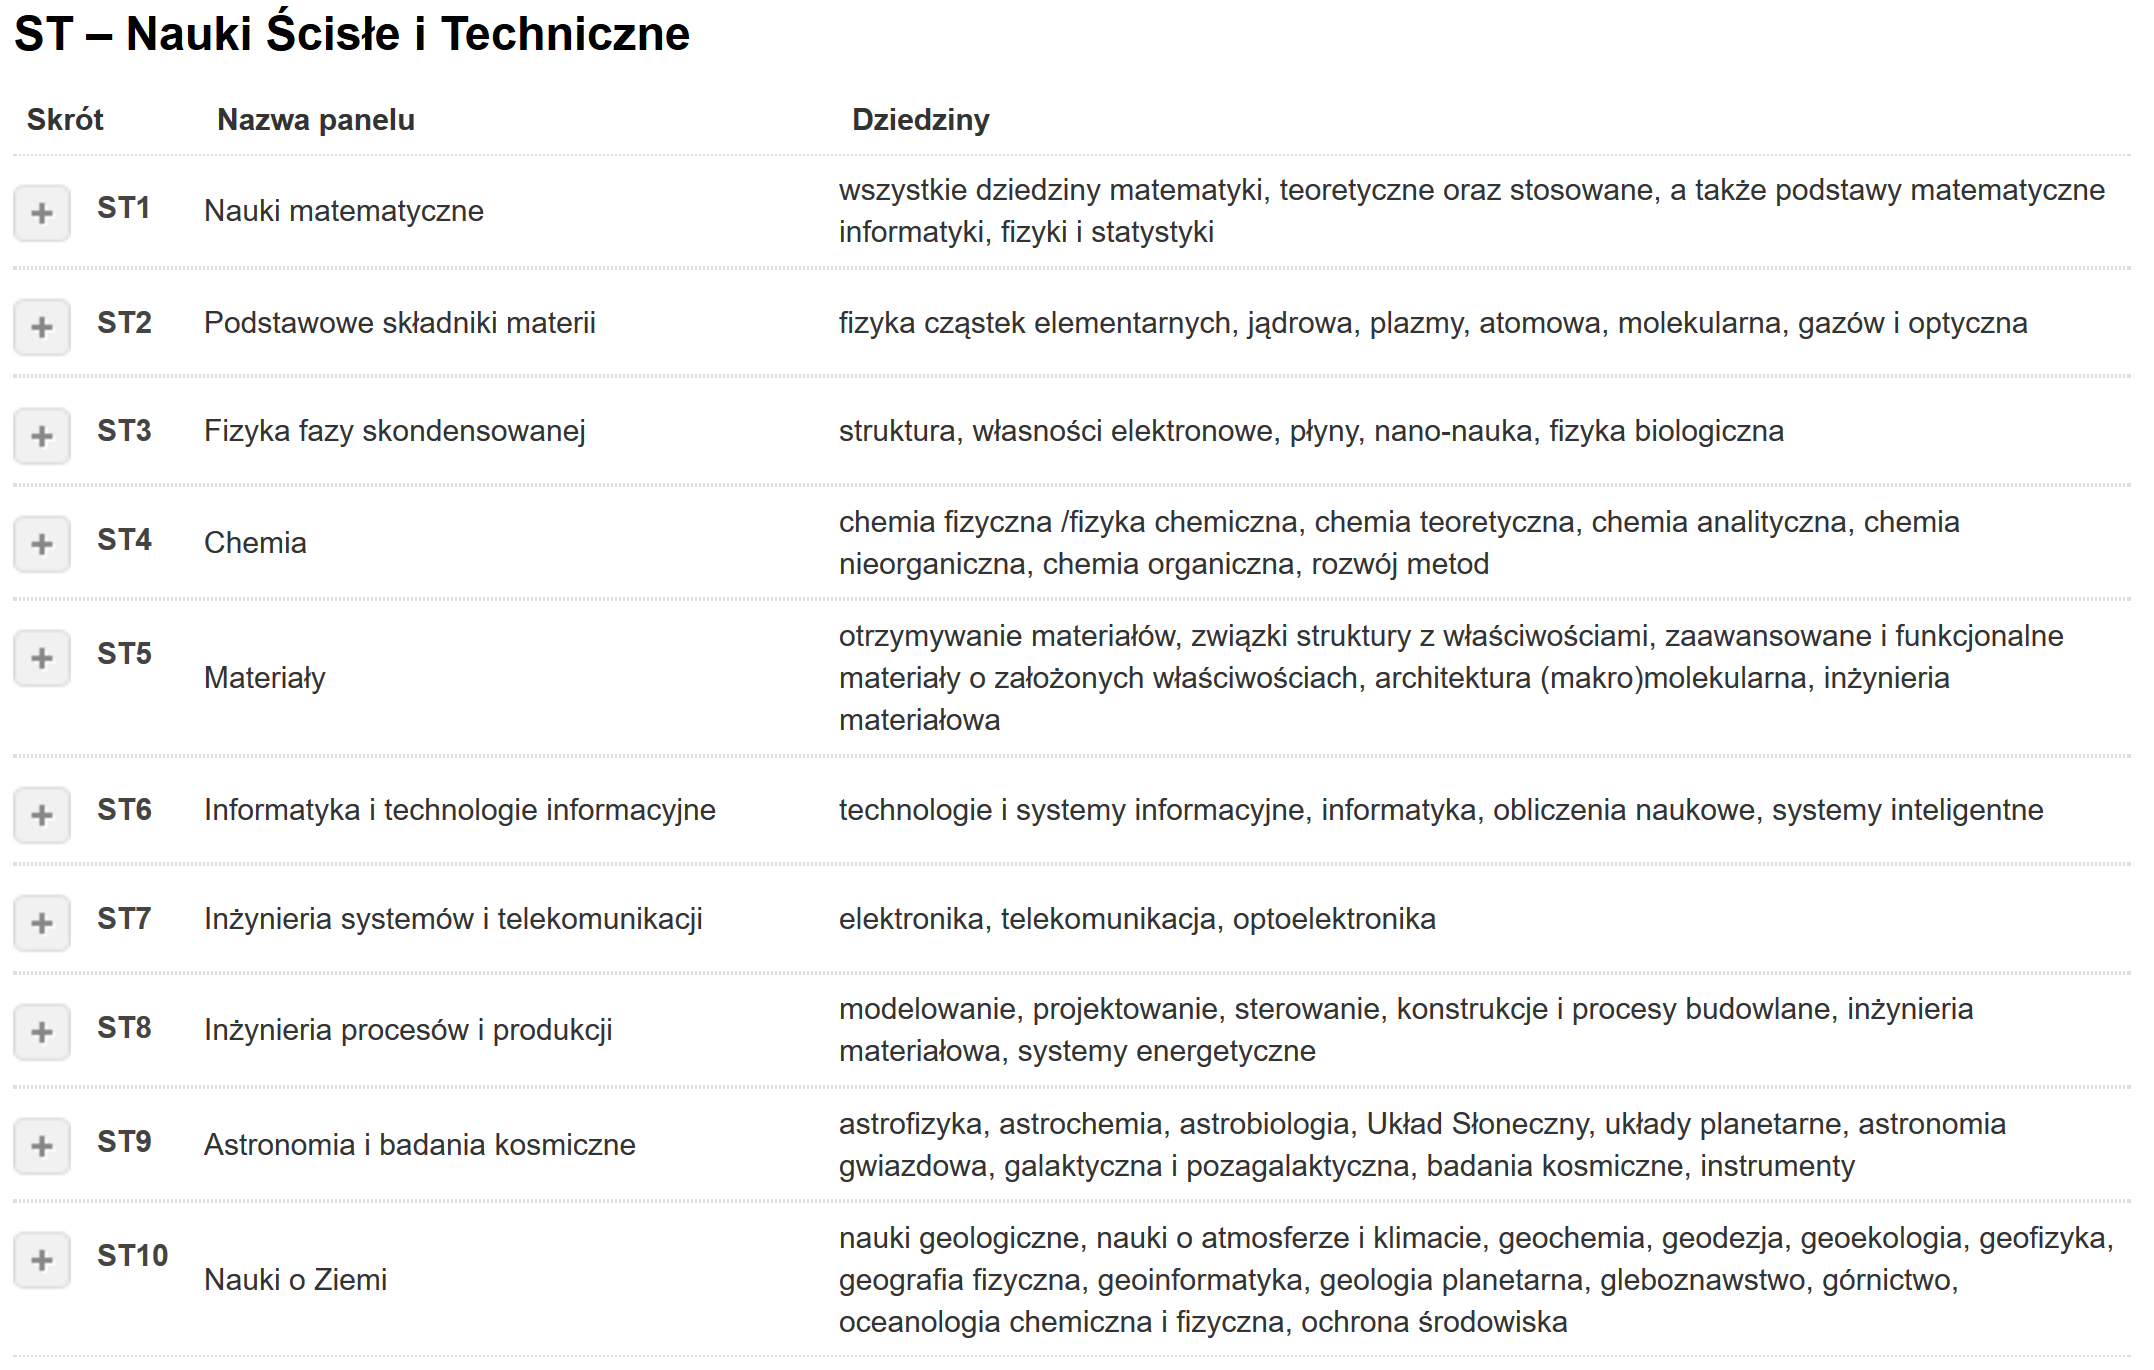 ST – Nauki Ścisłe i Techniczne
Skrót Nazwa panelu Dziedziny
ST1 Nauki matematyczne wszystkie dziedziny matematyki, teoretyczne oraz stosowane, a także podstawy matematyczne
informatyki, fizyki i statystyki
ST2 Podstawowe składniki materii fizyka cząstek elementarnych, jądrowa, plazmy, atomowa, molekularna, gazów i optyczna
ST3 Fizyka fazy skondensowanej struktura, własności elektronowe, płyny, nano-nauka, fizyka biologiczna
ST4 Chemia chemia fizyczna /fizyka chemiczna, chemia teoretyczna, chemia analityczna, chemia
nieorganiczna, chemia organiczna, rozwój metod
ST5 Materiały otrzymywanie materiałów, związki struktury z właściwościami, zaawansowane i funkcjonalne
materiały o założonych właściwościach, architektura (makro)molekularna, inżynieria
materiałowa
ST6 Informatyka i technologie informacyjne technologie i systemy informacyjne, informatyka, obliczenia naukowe, systemy inteligentne
ST7 Inżynieria systemów i telekomunikacji elektronika, telekomunikacja, optoelektronika
ST8 Inżynieria procesów i produkcji modelowanie, projektowanie, sterowanie, konstrukcje i procesy budowlane, inżynieria
materiałowa, systemy energetyczne
ST9 Astronomia i badania kosmiczne astrofizyka, astrochemia, astrobiologia, Układ Słoneczny, układy planetarne, astronomia
gwiazdowa, galaktyczna i pozagalaktyczna, badania kosmiczne, instrumenty
ST10 Nauki o Ziemi nauki geologiczne, nauki o atmosferze i klimacie, geochemia, geodezja, geoekologia, geofizyka,
geografia fizyczna, geoinformatyka, geologia planetarna, gleboznawstwo, górnictwo,
oceanologia chemiczna i fizyczna, ochrona środowiska